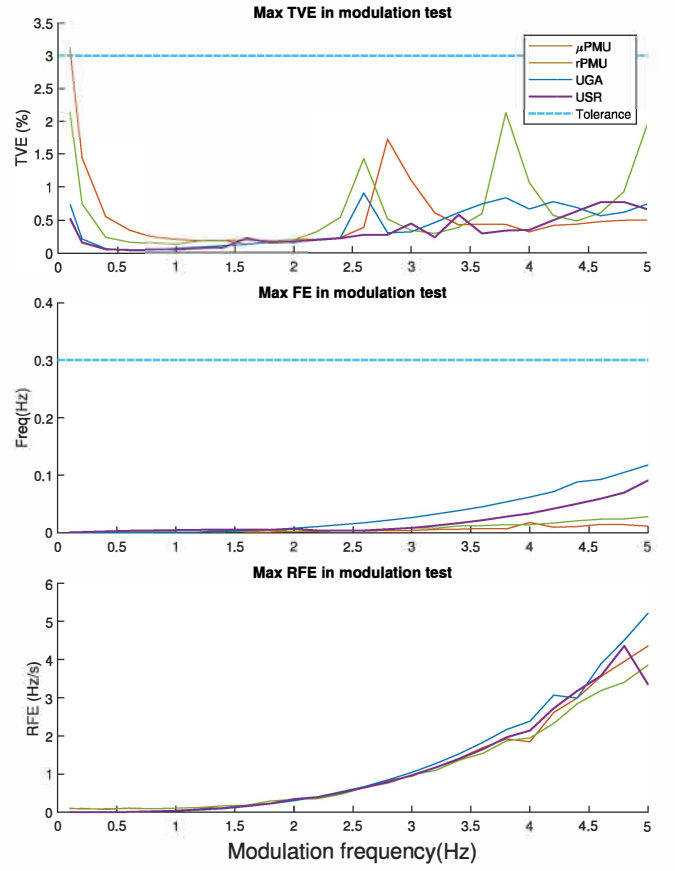 Max TVE in modulation test
3.5
3
2.5
2
1.5
1
0.5
0
TVE (%)
μPMU
rPMU
UGA
USR
Tolerance
0 0.5 1 1.5 2 2.5 3 3.5 4 4.5 5
Max FE in modulation test
0.4
0.3
0.2
0.1
0
Freq(Hz)
0 0.5 1 1.5 2 2.5 3 3.5 4 4.5 5
Max RFE in modulation test
6
5
4
3
2
1
0
RFE (Hz/s)
0 0.5 1 1.5 2 2.5 3 3.5 4 4.5 5
Modulation frequency(Hz)